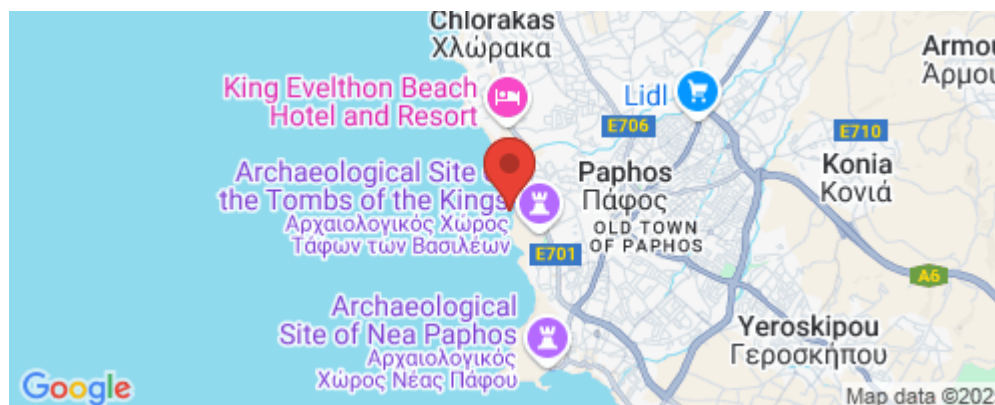 Chlorakas
Χλώρακα
King Evelthon Beach
Hotel and Resort
Lidl
E706
E710
Armou
Άρμου
Archaeological Site
the Tombs of the Kings
Αρχαιολογικός Χώρος
Τάφων των Βασιλέων
Paphos
Πάφος
OLD TOWN
OF PAPHOS
Konia
Κονιά
E701
A6
Archaeological
Site of Nea Paphos
Αρχαιολογικός
Χώρος Νέας Πάφου
Yeroskipou
Γεροσκήπου
Google
Map data ©202